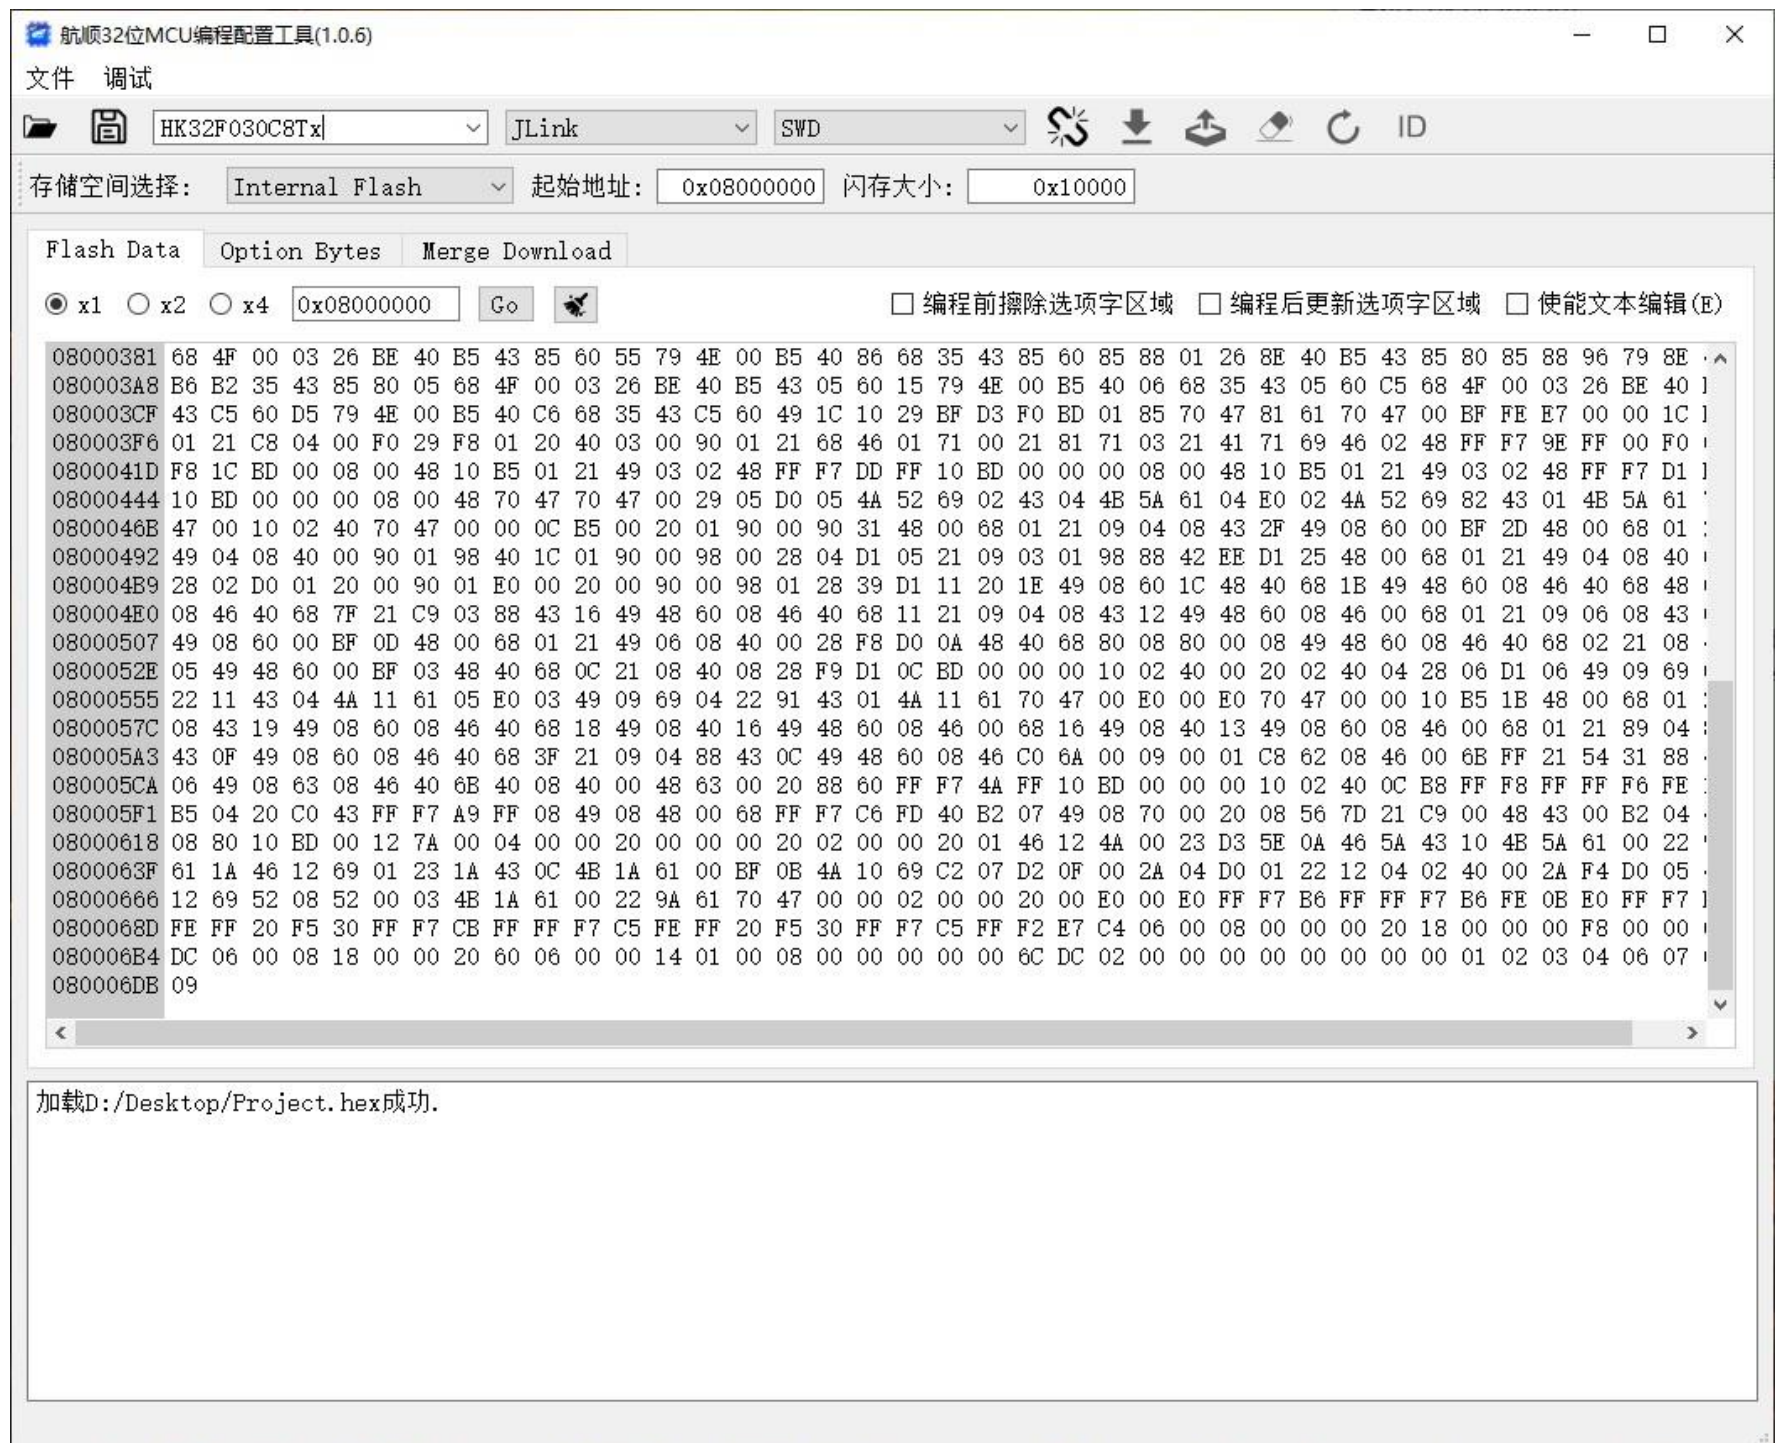 航顺32位MCU编程配置工具(1.0.6)
文件 调试
HK32F030C8Tx JLink SWD ID
存储空间选择: Internal Flash 起始地址: 0x08000000 闪存大小: 0x10000
Flash Data Option Bytes Merge Download
x1 x2 x4 0x08000000 Go 编程前擦除选项字区域 编程后更新选项字区域 使能文本编辑(E)
08000381 68 4F 00 03 26 BE 40 B5 43 85 60 55 79 4E 00 B5 40 86 68 35 43 85 60 85 88 01 26 8E 40 B5 43 85 80 85 88 96 79 8E
080003A8 B6 B2 35 43 85 80 05 68 4F 00 03 26 BE 40 B5 43 05 60 15 79 4E 00 B5 40 06 68 35 43 05 60 C5 68 4F 00 03 26 BE 40
080003CF 43 C5 60 D5 79 4E 00 B5 40 C6 68 35 43 C5 60 49 1C 10 29 BF D3 F0 BD 01 85 70 47 81 61 70 47 00 BF FE E7 00 00 1C
080003F6 01 21 C8 04 00 F0 29 F8 01 20 40 03 00 90 01 21 68 46 01 71 00 21 81 71 03 21 41 71 69 46 02 48 FF F7 9E FF 00 F0
0800041D F8 1C BD 00 08 00 48 10 B5 01 21 49 03 02 48 FF F7 DD FF 10 BD 00 00 00 08 00 48 10 B5 01 21 49 03 02 48 FF F7 D1
08000444 10 BD 00 00 00 08 00 48 70 47 70 47 00 29 05 D0 05 4A 52 69 02 43 04 4B 5A 61 04 E0 02 4A 52 69 82 43 01 4B 5A 61
0800046B 47 00 10 02 40 70 47 00 00 0C B5 00 20 01 90 00 90 31 48 00 68 01 21 09 04 08 43 2F 49 08 60 00 BF 2D 48 00 68 01
08000492 49 04 08 40 00 90 01 98 40 1C 01 90 00 98 00 28 04 D1 05 21 09 03 01 98 88 42 EE D1 25 48 00 68 01 21 49 04 08 40
080004B9 28 02 D0 01 20 00 90 01 E0 00 20 00 90 00 98 01 28 39 D1 11 20 1E 49 08 60 1C 48 40 68 1B 49 48 60 08 46 40 68 48
080004E0 08 46 40 68 7F 21 C9 03 88 43 16 49 48 60 08 46 40 68 11 21 09 04 08 43 12 49 48 60 08 46 00 68 01 21 09 06 08 43
08000507 49 08 60 00 BF 0D 48 00 68 01 21 49 06 08 40 00 28 F8 D0 0A 48 40 68 80 08 80 00 08 49 48 60 08 46 40 68 02 21 08
0800052E 05 49 48 60 00 BF 03 48 40 68 0C 21 08 40 08 28 F9 D1 0C BD 00 00 00 10 02 40 00 20 02 40 04 28 06 D1 06 49 09 69
08000555 22 11 43 04 4A 11 61 05 E0 03 49 09 69 04 22 91 43 01 4A 11 61 70 47 00 E0 00 E0 70 47 00 00 10 B5 1B 48 00 68 01
0800057C 08 43 19 49 08 60 08 46 40 68 18 49 08 40 16 49 48 60 08 46 00 68 16 49 08 40 13 49 08 60 08 46 00 68 01 21 89 04
080005A3 43 0F 49 08 60 08 46 40 68 3F 21 09 04 88 43 0C 49 48 60 08 46 C0 6A 00 09 00 01 C8 62 08 46 00 6B FF 21 54 31 88
080005CA 06 49 08 63 08 46 40 6B 40 08 40 00 48 63 00 20 88 60 FF F7 4A FF 10 BD 00 00 00 10 02 40 0C B8 FF F8 FF FF F6 FE
080005F1 B5 04 20 C0 43 FF F7 A9 FF 08 49 08 48 00 68 FF F7 C6 FD 40 B2 07 49 08 70 00 20 08 56 7D 21 C9 00 48 43 00 B2 04
08000618 08 80 10 BD 00 12 7A 00 04 00 00 20 00 00 00 20 02 00 00 20 01 46 12 4A 00 23 D3 5E 0A 46 5A 43 10 4B 5A 61 00 22
0800063F 61 1A 46 12 69 01 23 1A 43 0C 4B 1A 61 00 BF 0B 4A 10 69 C2 07 D2 0F 00 2A 04 D0 01 22 12 04 02 40 00 2A F4 D0 05
08000666 12 69 52 08 52 00 03 4B 1A 61 00 22 9A 61 70 47 00 00 02 00 00 20 00 E0 00 E0 FF F7 B6 FF FF F7 B6 FE 0B E0 FF F7
0800068D FE FF 20 F5 30 FF F7 CB FF FF F7 C5 FE FF 20 F5 30 FF F7 C5 FF F2 E7 C4 06 00 08 00 00 00 20 18 00 00 00 F8 00 00
080006B4 DC 06 00 08 18 00 00 20 60 06 00 00 14 01 00 08 00 00 00 00 00 6C DC 02 00 00 00 00 00 00 00 00 01 02 03 04 06 07
080006DB 09
加载D:/Desktop/Project.hex成功.